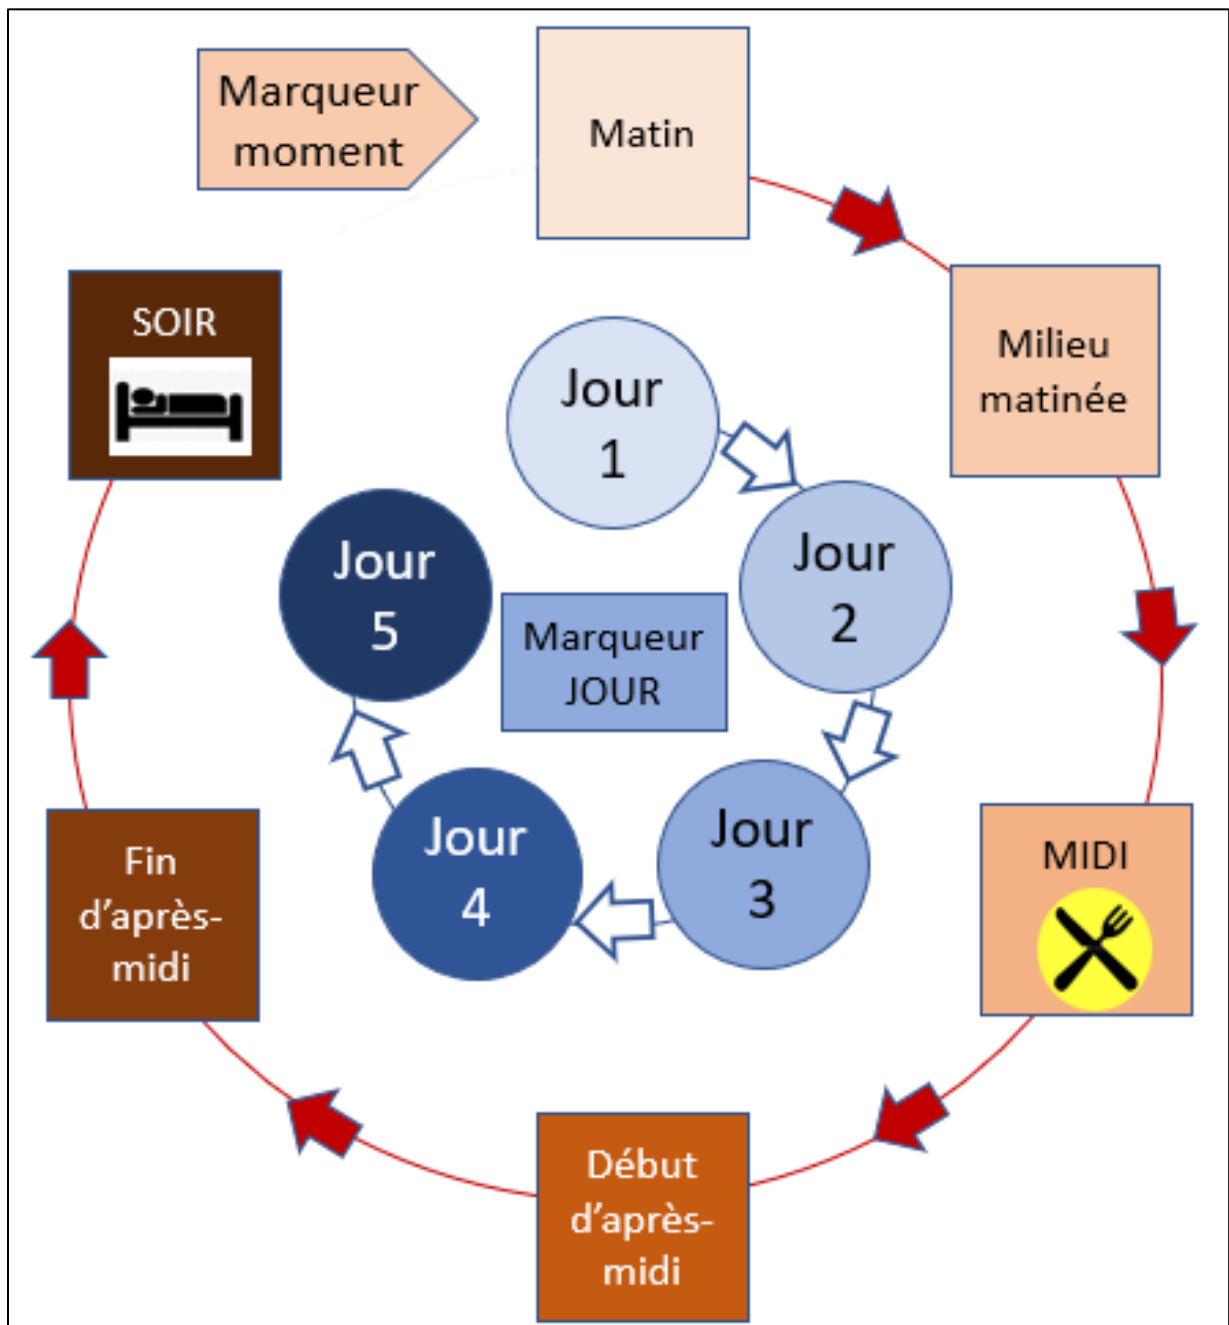 Marqueur
moment
Matin
Milieu
matinée
MIDI
Début
d'après-
midi
Fin
d'après-
midi
SOIR
Jour
1
Jour
2
Jour
3
Jour
4
Jour
5
Marqueur
JOUR